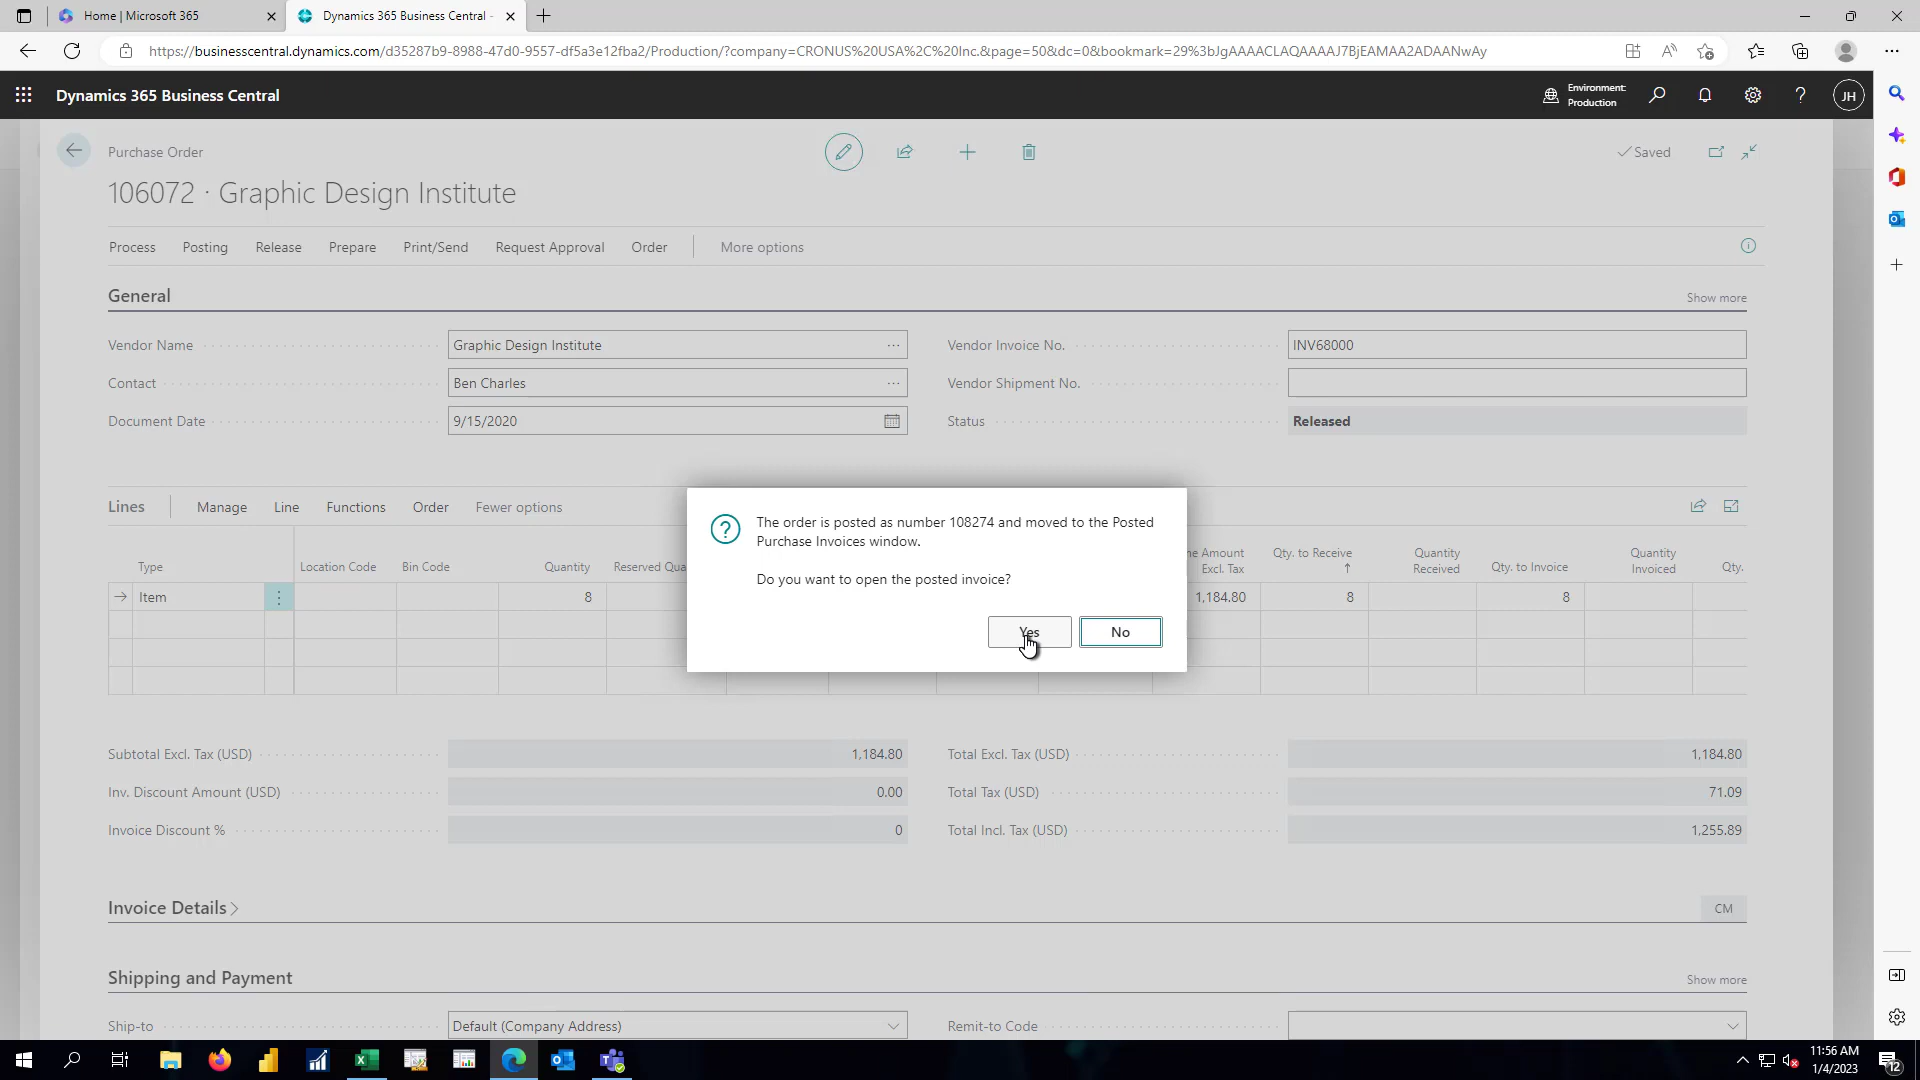 Home | Microsoft 365
Dynamics 365 Business Central -
https://businesscentral.dynamics.com/d35287b9-8988-47d0-9557-df5a3e12fba2/Production/?company=CRONUS%20USA%2C%20Inc.&page=50&dc=0&bookmark=29%3bJgAAAACLAQAAAAJ7BjEAMAA2ADAANwAy
Dynamics 365 Business Central
Environment:
Production
?
JH
Purchase Order
Saved
106072 · Graphic Design Institute
Process
Posting
Release
Prepare
Print/Send
Request Approval
Order
More options
General
Show more
Vendor Name
Graphic Design Institute
Vendor Invoice No.
INV68000
Contact
Ben Charles
Vendor Shipment No.
Document Date
9/15/2020
Status
Released
The order is posted as number 108274 and moved to the Posted
Purchase Invoices window.
Do you want to open the posted invoice?
Yes
No
Lines
Manage
Line
Functions
Order
Fewer options
Type
Location Code
Bin Code
Quantity
Reserved Qua
ne Amount
Excl. Tax
Qty. to Receive
Quantity
Received
Qty. to Invoice
Quantity
Invoiced
Qty.
Item
8
1,184.80
8
8
Subtotal Excl. Tax (USD)
1,184.80
Total Excl. Tax (USD)
1,184.80
Inv. Discount Amount (USD)
0.00
Total Tax (USD)
71.09
Invoice Discount %
0
Total Incl. Tax (USD)
1,255.89
Invoice Details
CM
Shipping and Payment
Show more
Ship-to
Default (Company Address)
Remit-to Code
11:56 AM
1/4/2023
12